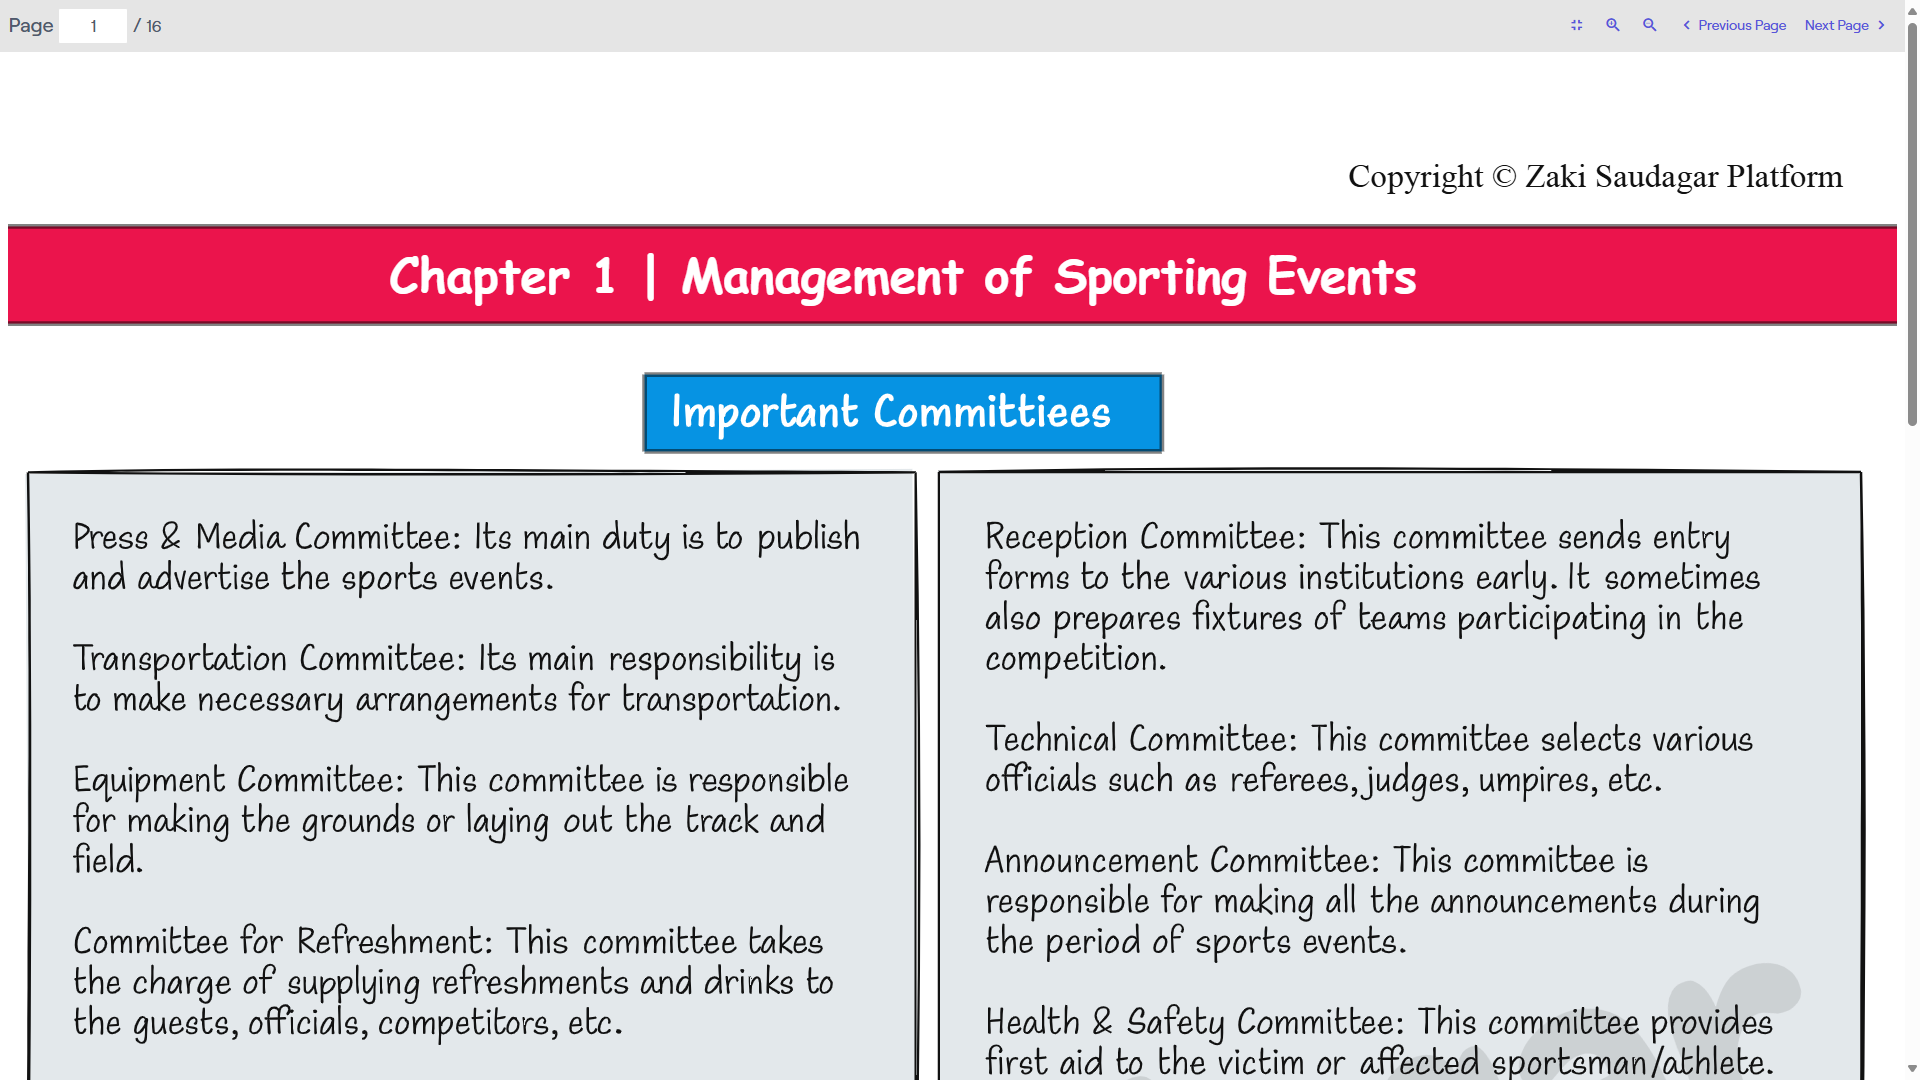 Page 1 / 16
Previous Page
Next Page
Copyright © Zaki Saudagar Platform
Chapter 1 | Management of Sporting Events
Important Committiees
Press & Media Committee: Its main duty is to publish
and advertise the sports events.
Transportation Committee: Its main responsibility is
to make necessary arrangements for transportation.
Equipment Committee: This committee is responsible
for making the grounds or laying out the track and
field.
Committee for Refreshment: This committee takes
the charge of supplying refreshments and drinks to
the guests, officials, competitors, etc.
Reception Committee: This committee sends entry
forms to the various institutions early. It sometimes
also prepares fixtures of teams participating in the
competition.
Technical Committee: This committee selects various
officials such as referees, judges, umpires, etc.
Announcement Committee: This committee is
responsible for making all the announcements during
the period of sports events.
Health & Safety Committee: This committee provides
first aid to the victim or affected sportsman/athlete.